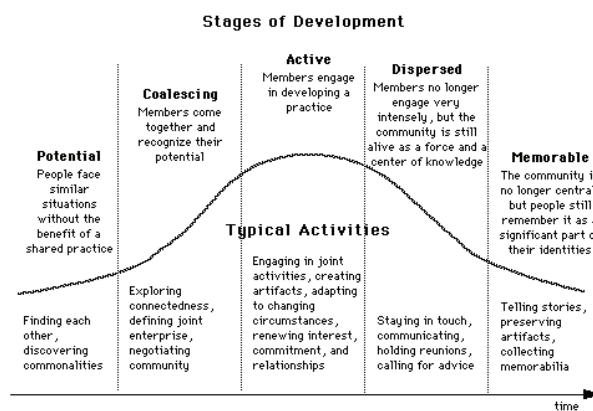 Stages of Development
Potential
People face
similar
situations
without the
benefit of a
shared practice
Coalescing
Members come
together and
recognize their
potential
Active
Members engage
in developing a
practice
Dispersed
Members no longer
engage very
intensely, but the
community is still
alive as a force and a
center of knowledge
Memorable
The community i
no longer central
but people still
remember it as a
significant part o
their identities
Typical Activities
Finding each
other,
discovering
commonalities
Exploring
connectedness,
defining joint
enterprise,
negotiating
community
Engaging in joint
activities, creating
artifacts, adapting
to changing
circumstances,
renewing interest,
commitment, and
relationships
Staying in touch,
communicating,
holding reunions,
calling for advice
Telling stories,
preserving
artifacts,
collecting
memorabilia
time